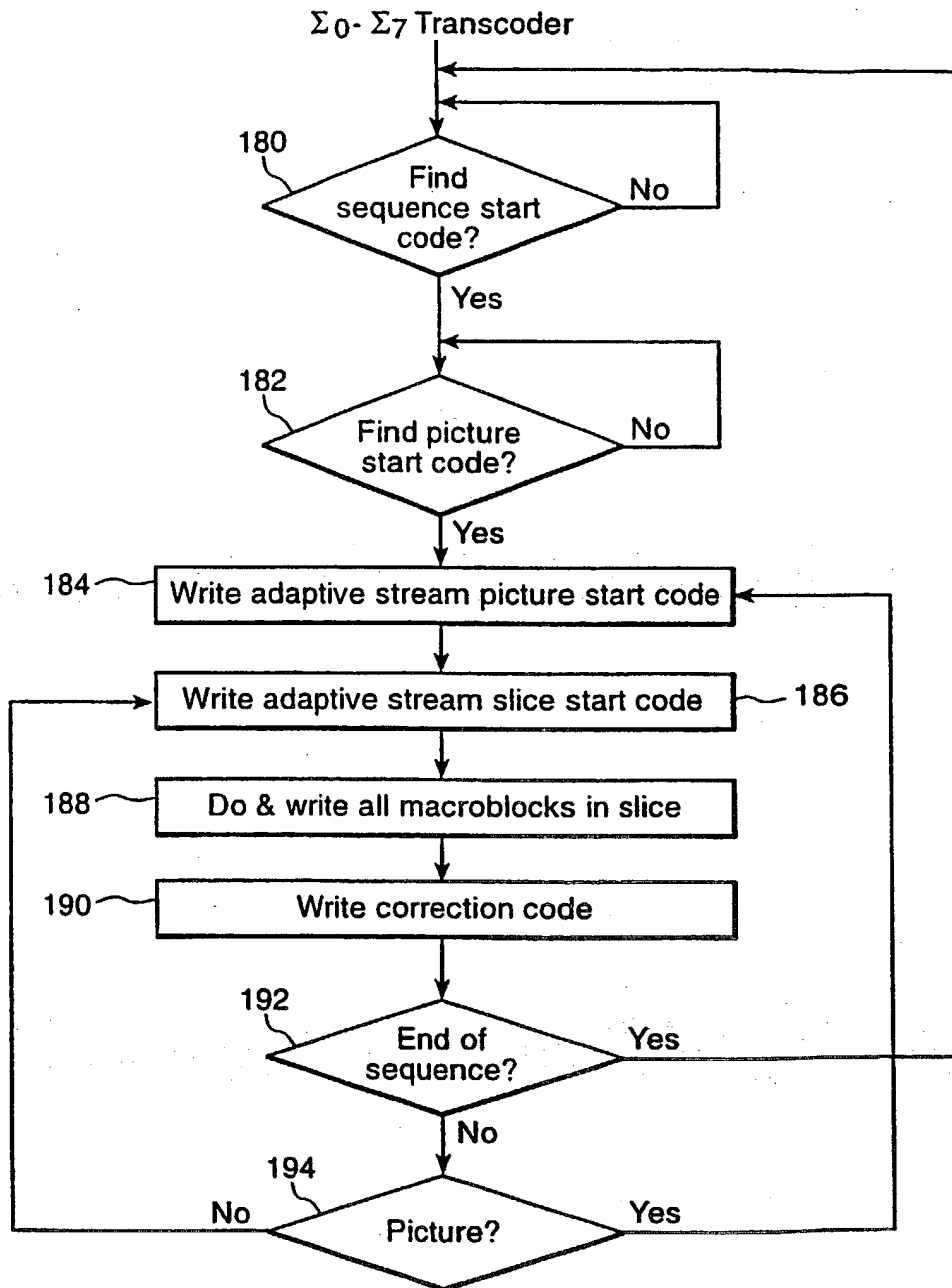 Σ0- Σ7 Transcoder
180
Find
sequence start
code?
No
Yes
182
Find picture
start code?
No
Yes
184
Write adaptive stream picture start code
Write adaptive stream slice start code
186
188
Do & write all macroblocks in slice
190
Write correction code
192
End of
sequence?
Yes
No
194
No
Picture?
Yes